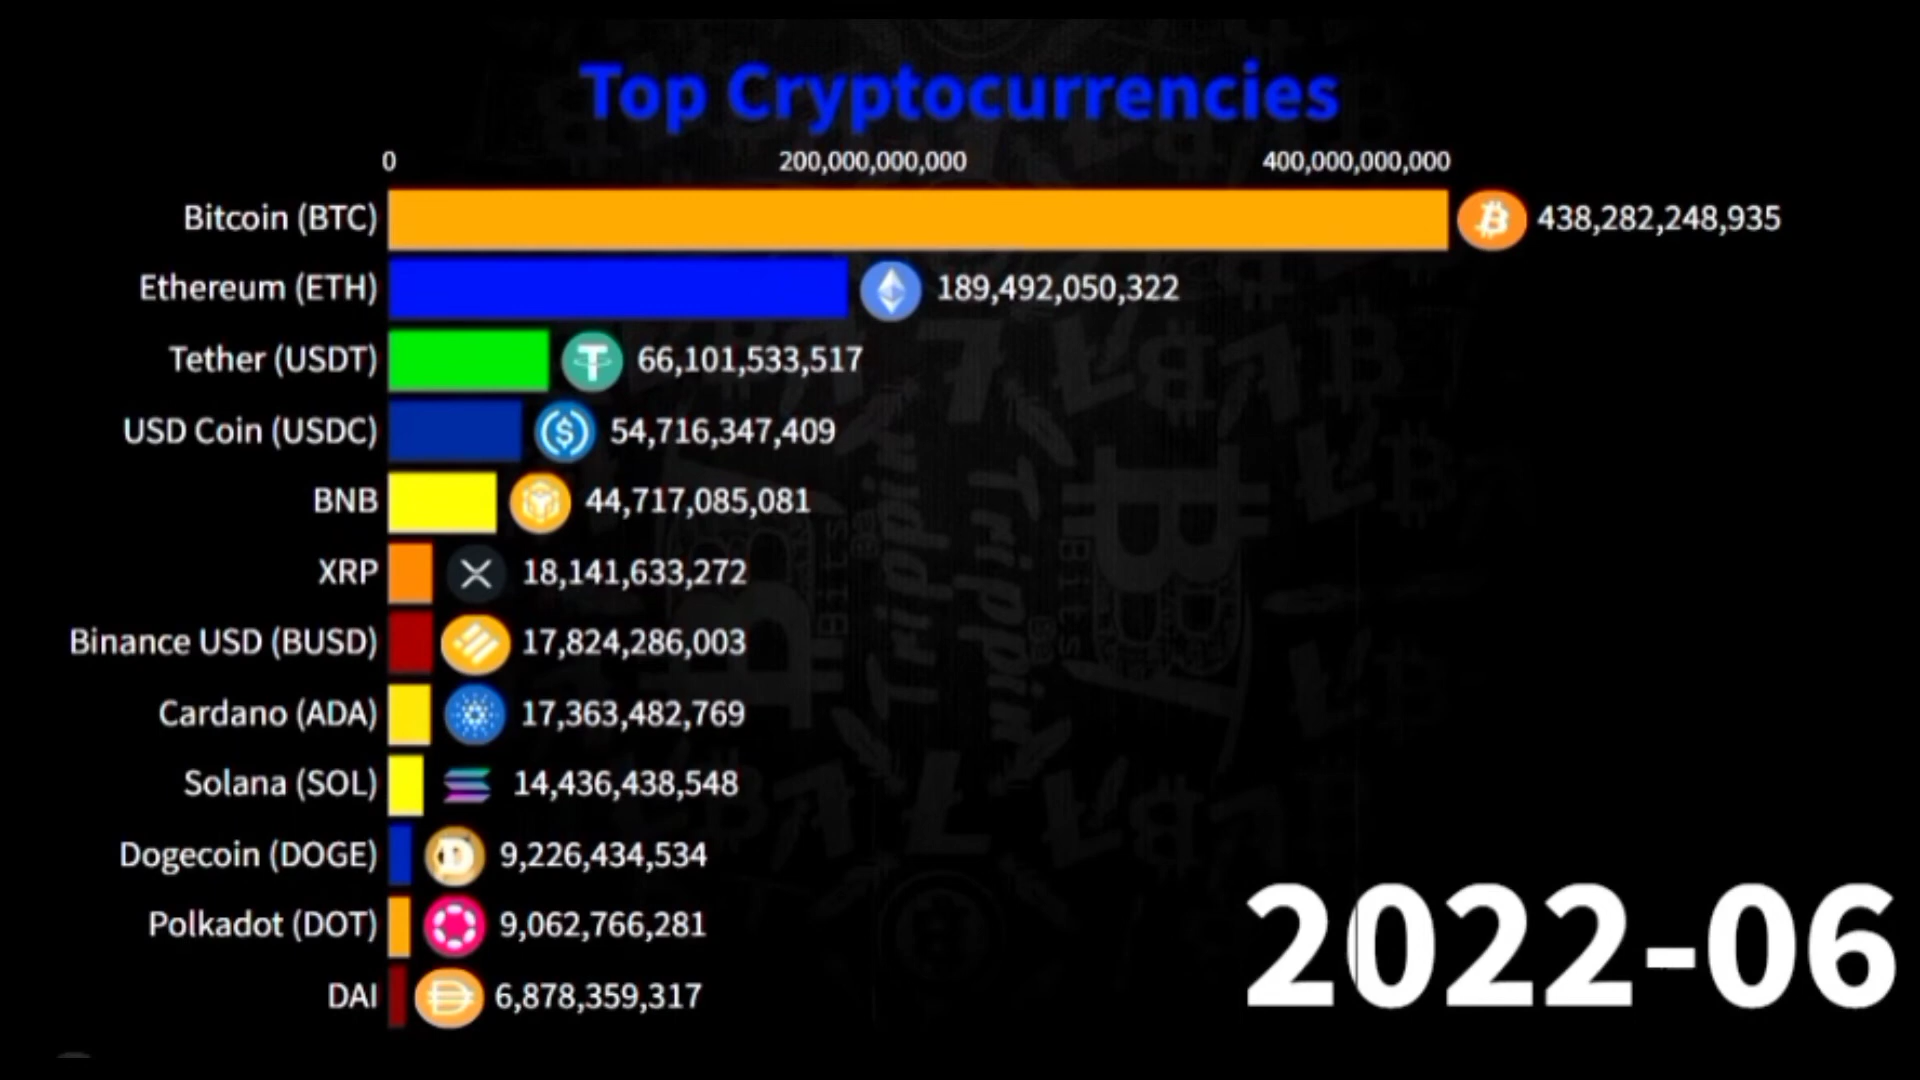 Top Cryptocurrencies
0 200,000,000,000 400,000,000,000
Bitcoin (BTC) 438,282,248,935
Ethereum (ETH) 189,492,050,322
Tether (USDT) 66,101,533,517
USD Coin (USDC) 54,716,347,409
BNB 44,717,085,081
XRP 18,141,633,272
Binance USD (BUSD) 17,824,286,003
Cardano (ADA) 17,363,482,769
Solana (SOL) 14,436,438,548
Dogecoin (DOGE) 9,226,434,534
Polkadot (DOT) 9,062,766,281
DAI 6,878,359,317
2022-06
Trippin
Trippin
Bits